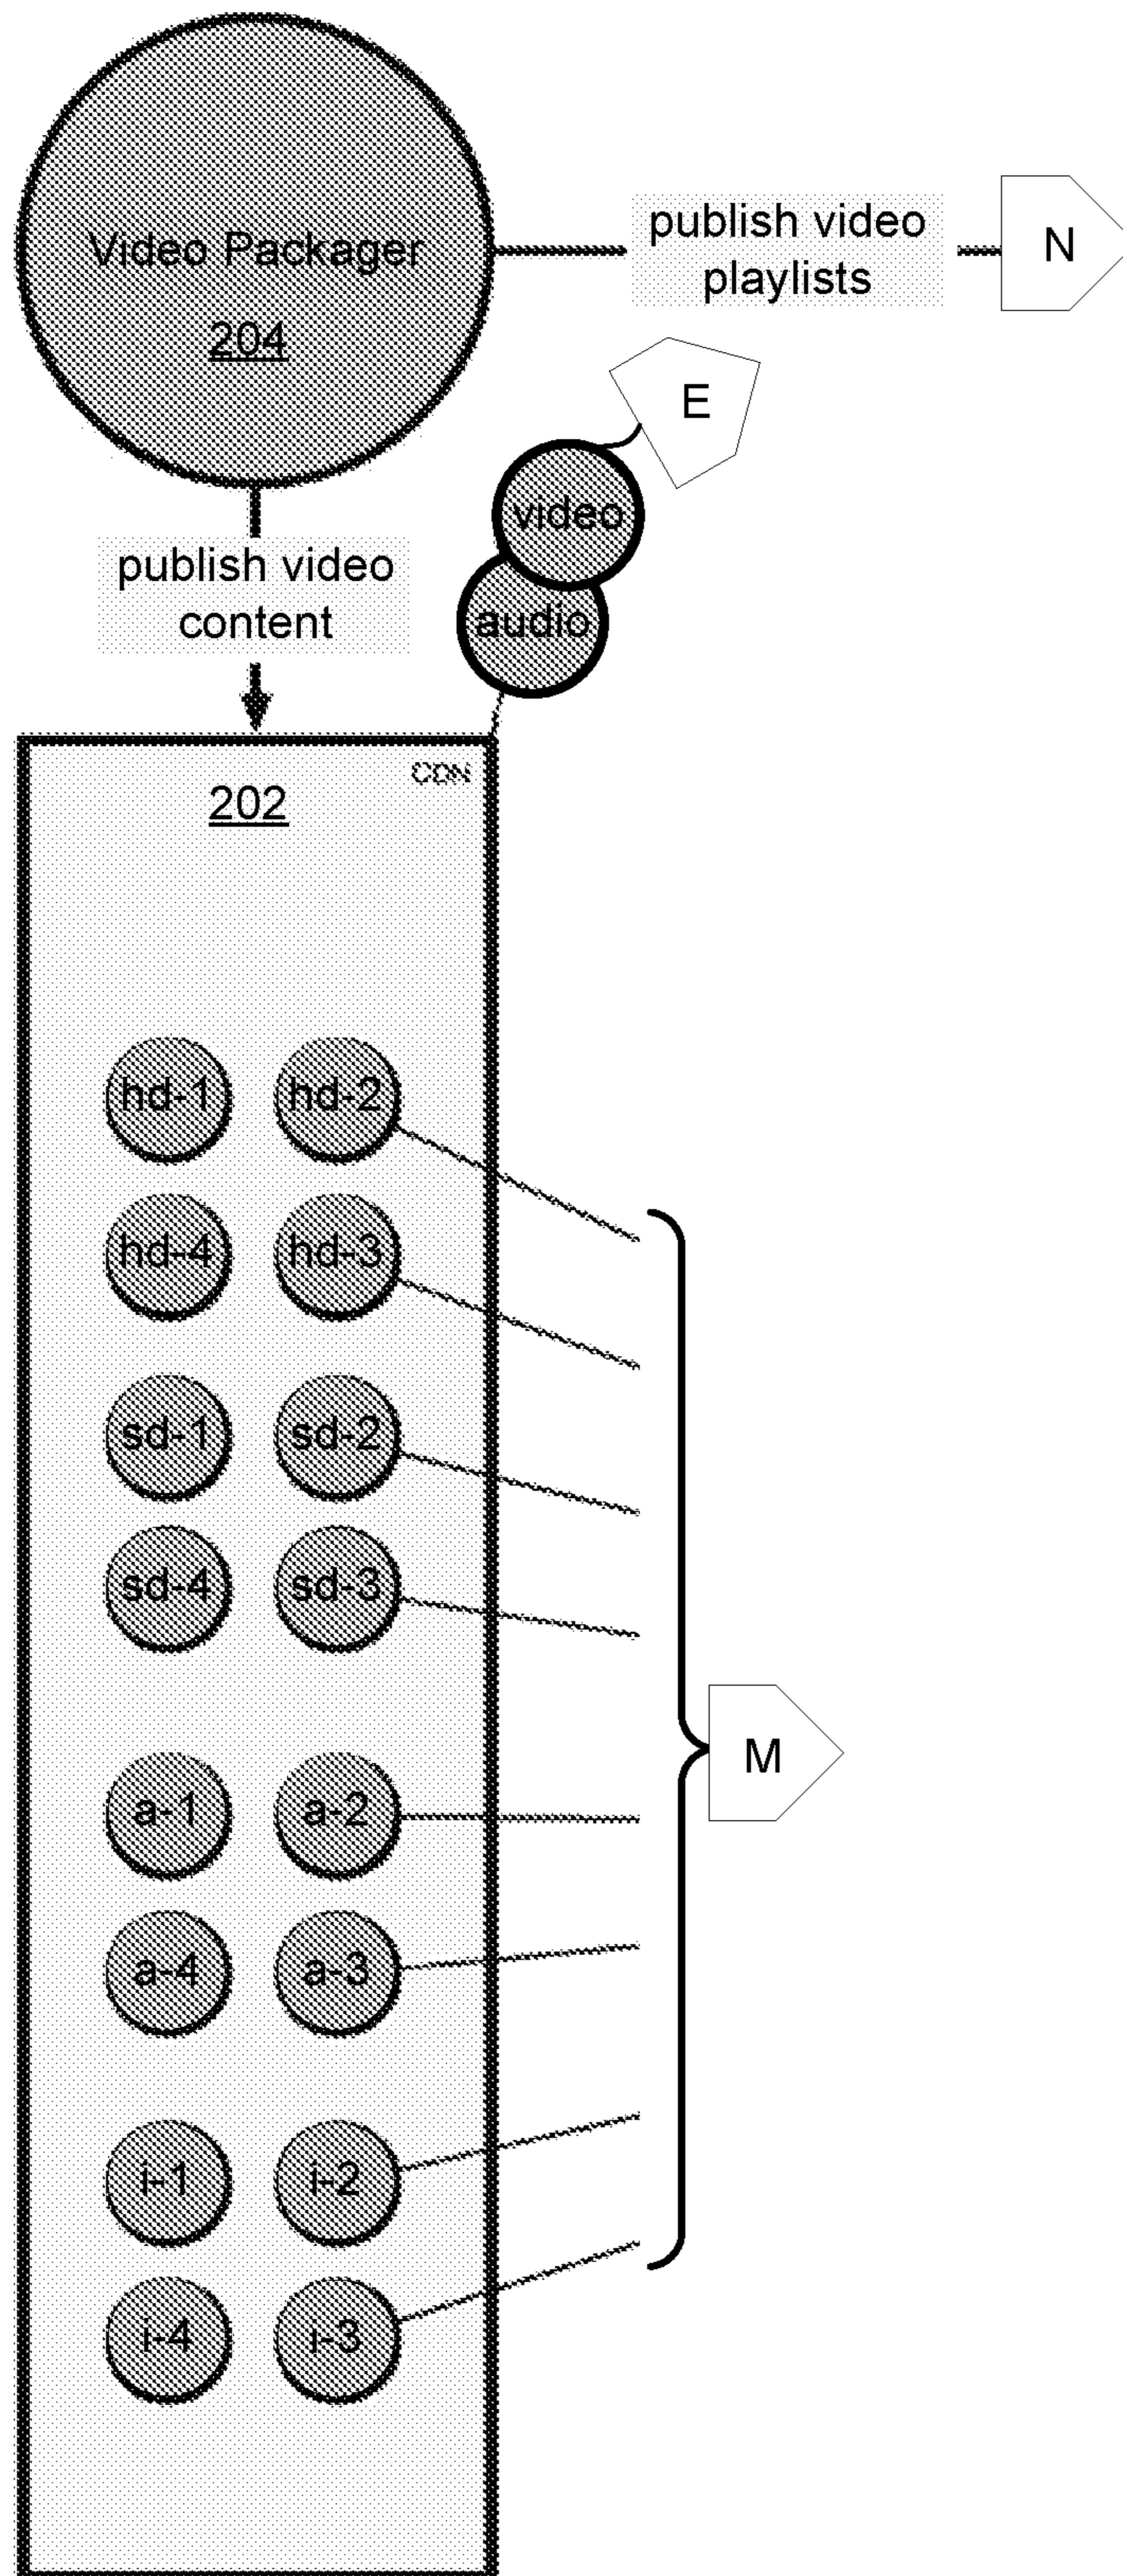 Video Packager
204
publish video
playlists
N
E
video
audio
publish video
content
CDN
202
hd-1 hd-2
hd-4 hd-3
sd-1 sd-2
sd-4 sd-3
M
a-1 a-2
a-4 a-3
i-1 i-2
i-4 i-3